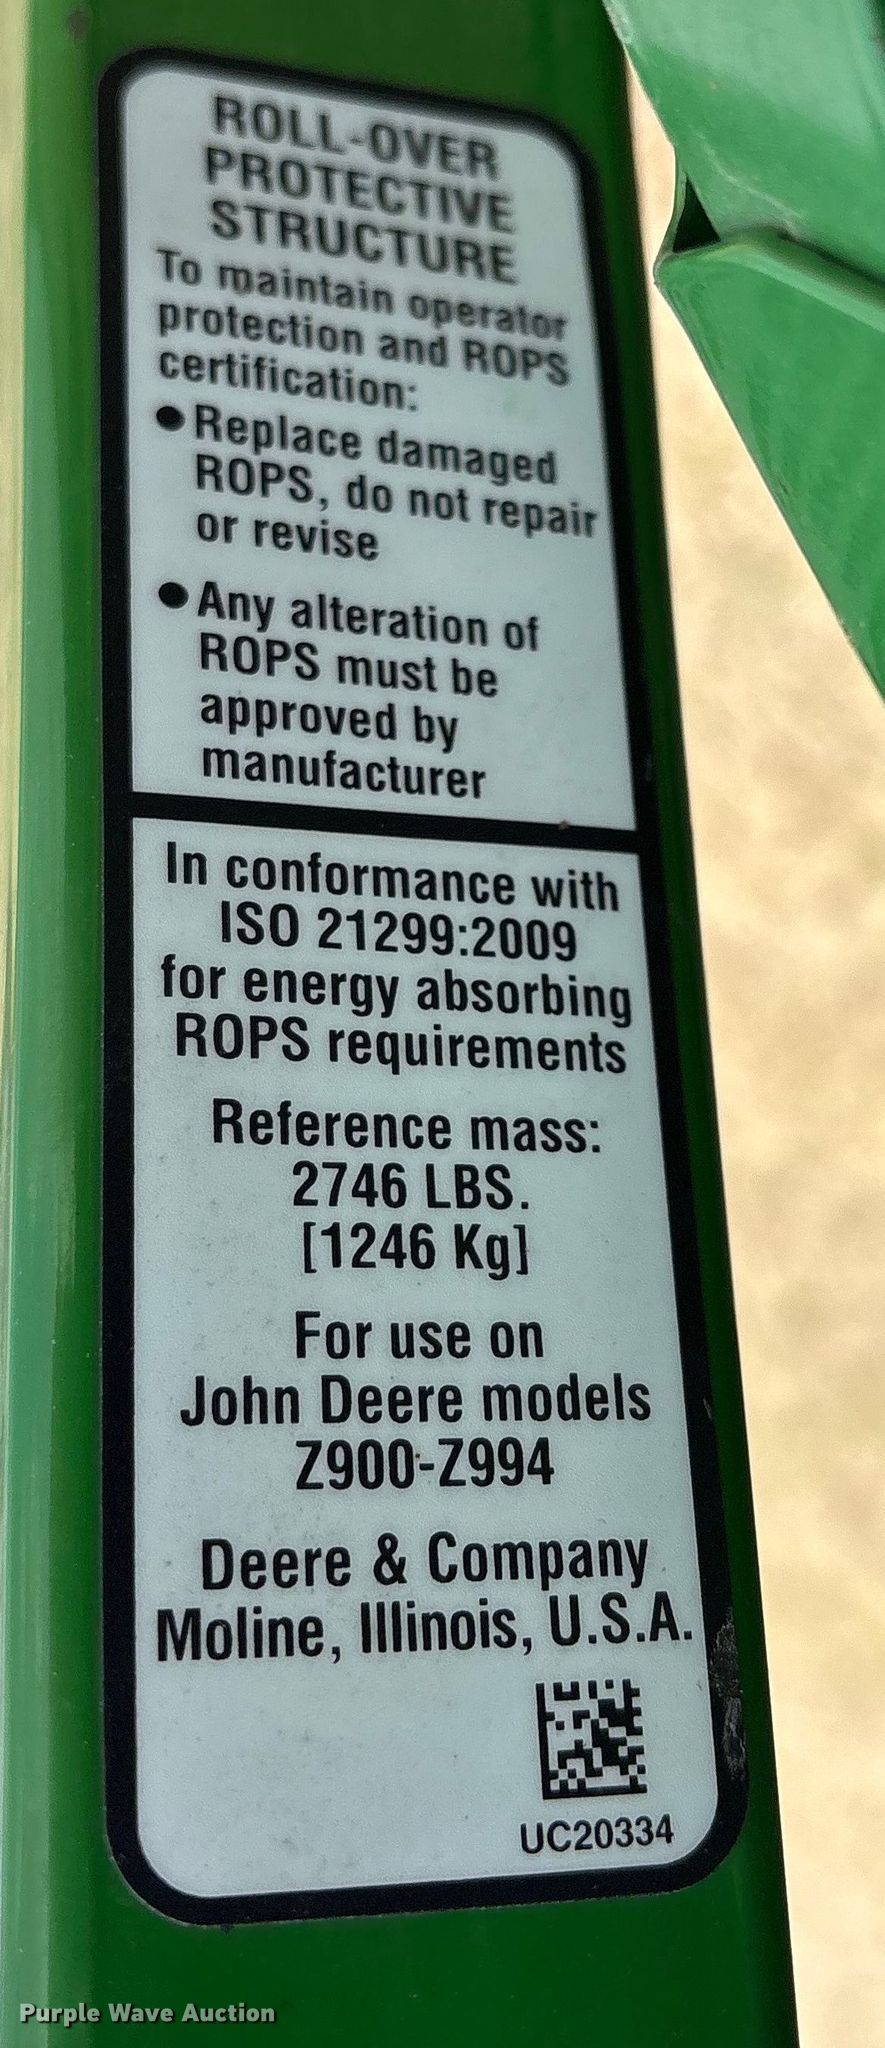 ROLL-OVER
PROTECTIVE
STRUCTURE
To maintain operator
protection and ROPS
certification:
● Replace damaged
ROPS, do not repair
or revise
● Any alteration of
ROPS must be
approved by
manufacturer
In conformance with
ISO 21299:2009
for energy absorbing
ROPS requirements
Reference mass:
2746 LBS.
[1246 Kg]
For use on
John Deere models
Z900-Z994
Deere & Company
Moline, Illinois, U.S.A.
UC20334
Purple Wave Auction